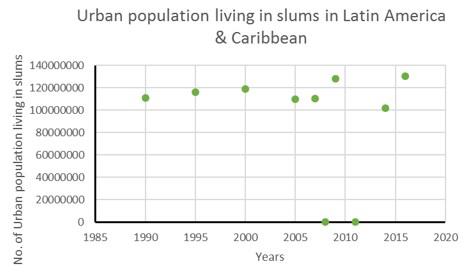 Urban population living in slums in Latin America
& Caribbean
No. of Urban population living in slums
140000000
120000000
100000000
80000000
60000000
40000000
20000000
0
1985 1990 1995 2000 2005 2010 2015 2020
Years